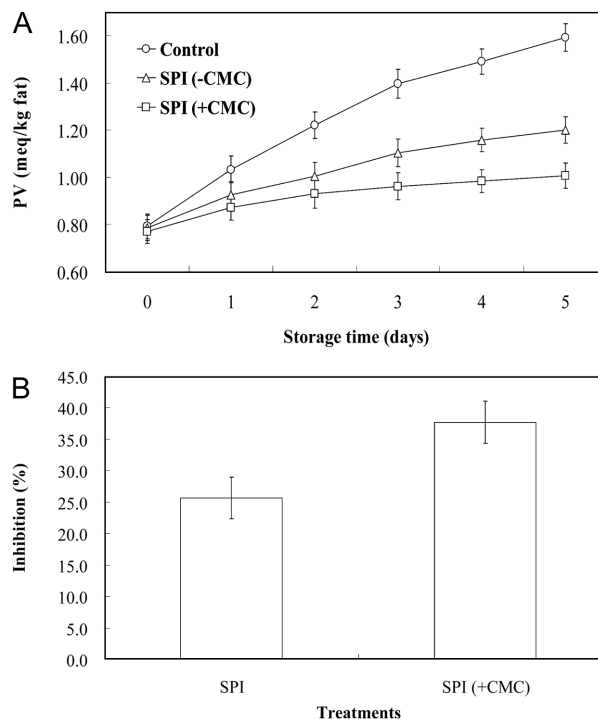 A
1.60
1.40
1.20
1.00
0.80
0.60
PV (meq/kg fat)
Control
SPI (-CMC)
SPI (+CMC)
0 1 2 3 4 5
Storage time (days)
B
45.0
40.0
35.0
30.0
25.0
20.0
15.0
10.0
5.0
0.0
Inhibition (%)
SPI SPI (+CMC)
Treatments